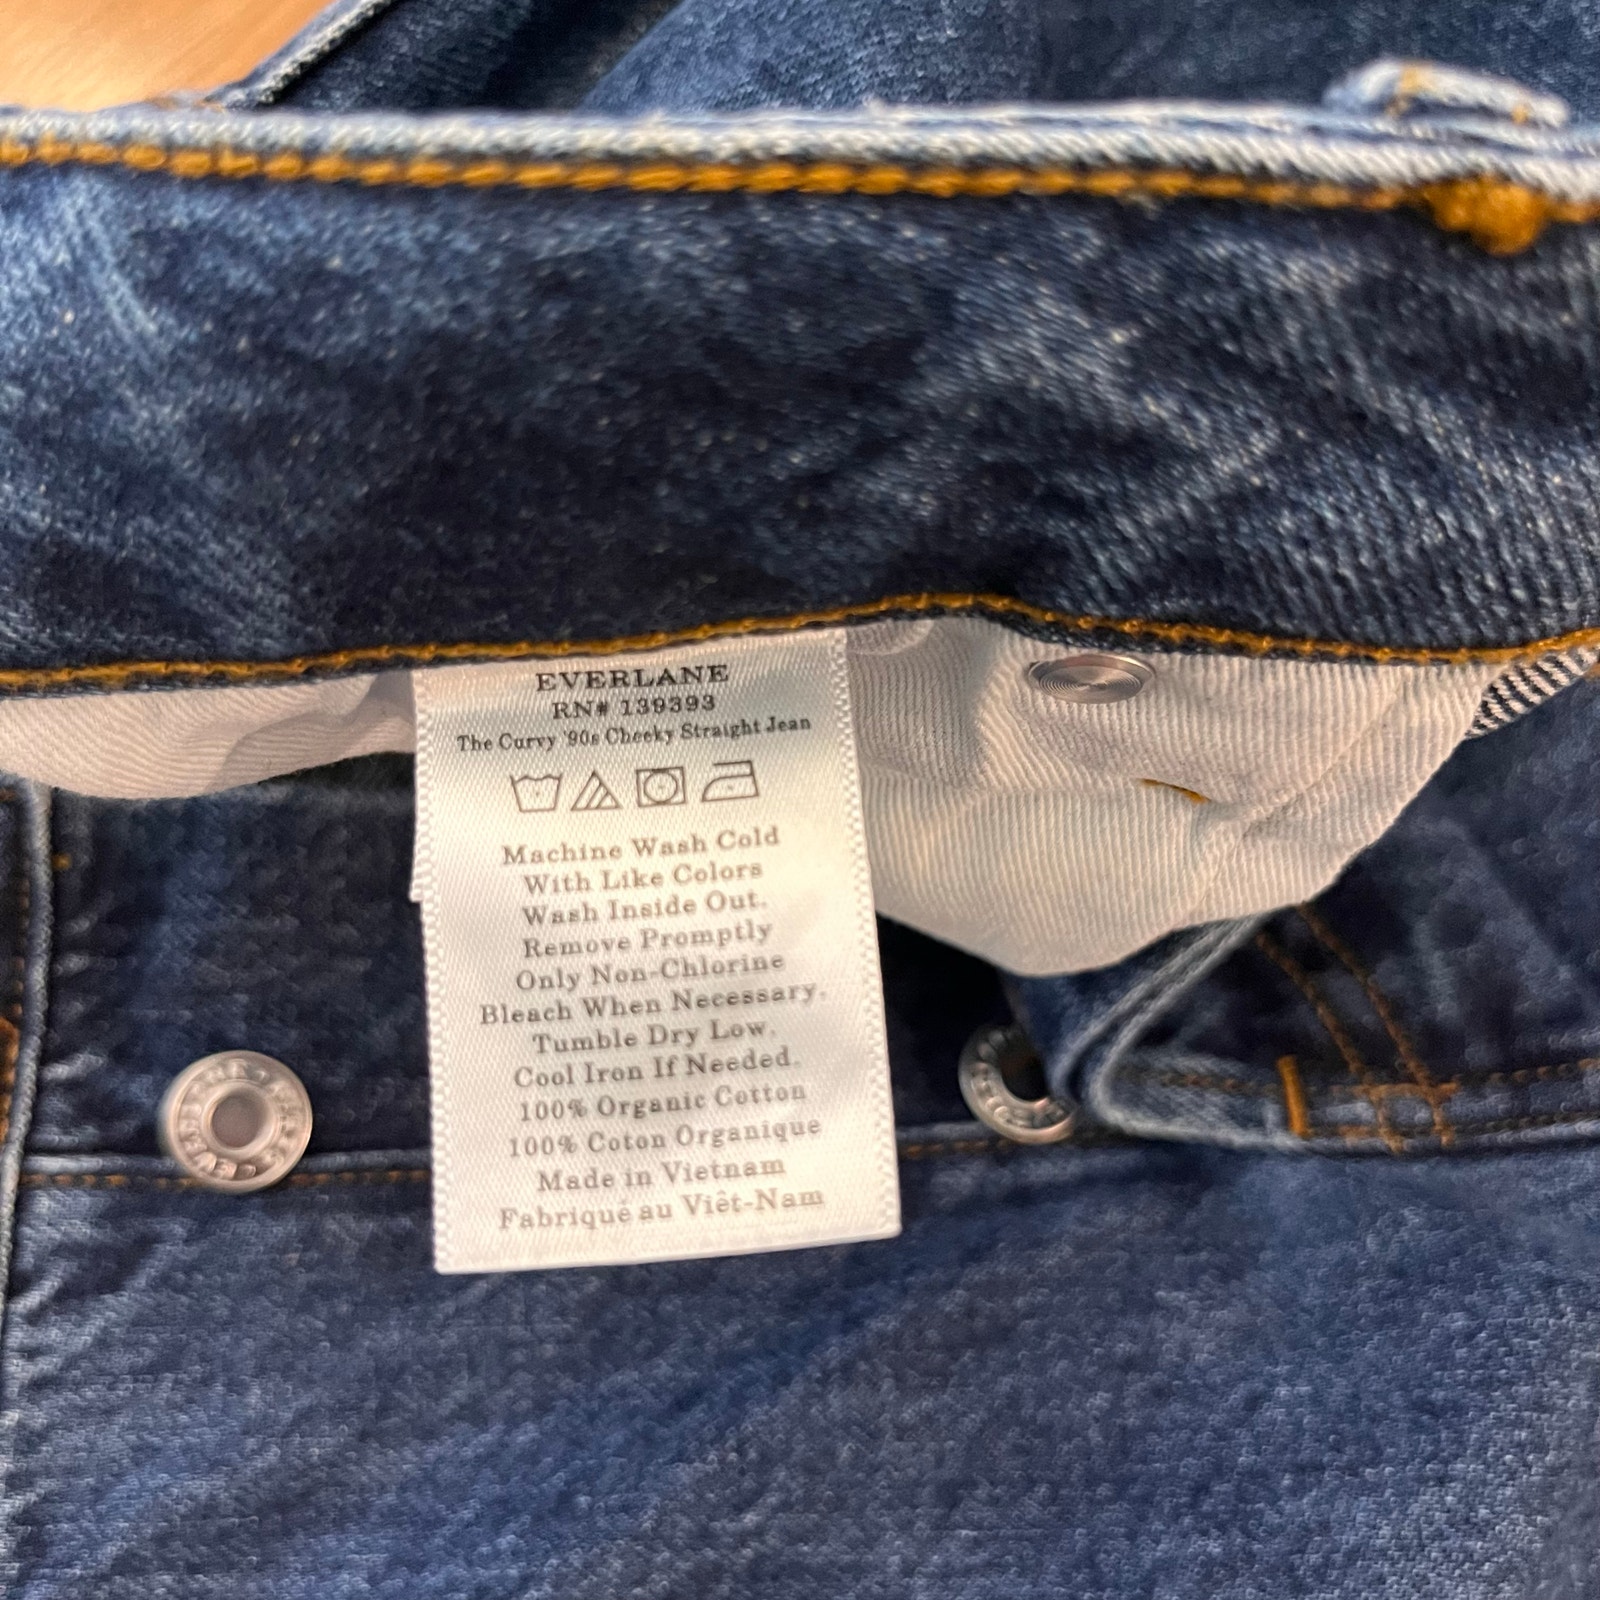 EVERLANE
RN# 139393
The Curvy '90s Cheeky Straight Jean
Machine Wash Cold
With Like Colors
Wash Inside Out.
Remove Promptly
Only Non-Chlorine
Bleach When Necessary.
Tumble Dry Low.
Cool Iron If Needed.
100% Organic Cotton
100% Coton Organique
Made in Vietnam
Fabriqué au Viêt-Nam